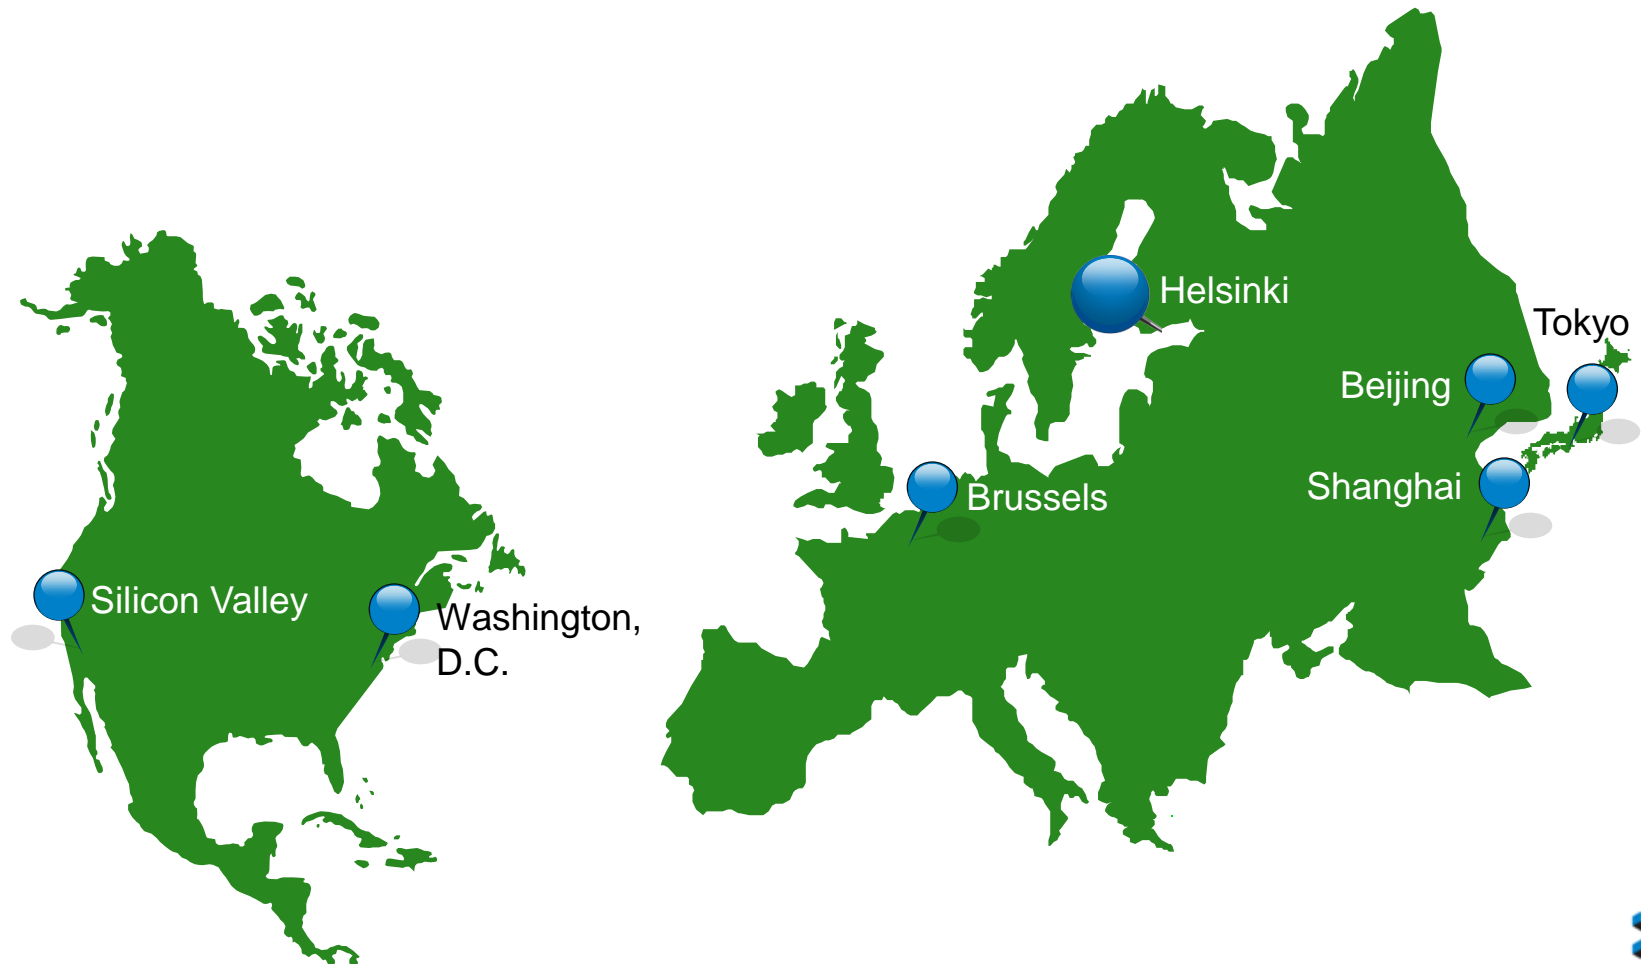 Helsinki
Tokyo
Beijing
Shanghai
Brussels
Silicon Valley
Washington,
D.C.